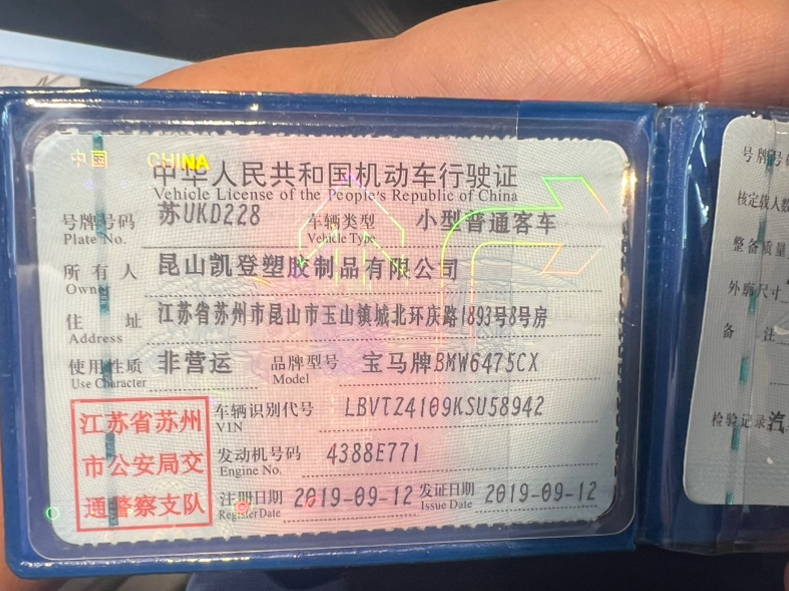 中国 CHINA
中华人民共和国机动车行驶证
Vehicle License of the People's Republic of China
号牌号码 苏UKD228 车辆类型 小型普通客车
Plate No. Vehicle Type
所有人 昆山凯登塑胶制品有限公司
Owner
住址 江苏省苏州市昆山市玉山镇城北环庆路1893号8号房
Address
使用性质 非营运 品牌型号 宝马牌BMW6475CX
Use Character Model
江苏省苏州
市公安局交
通警察支队
车辆识别代号 LBVTZ4109KSU58942
VIN
发动机号码 4388E771
Engine No.
注册日期 2019-09-12 发证日期 2019-09-12
Register Date Issue Date
号牌号码
核定载人数
整备质量
外廓尺寸
备注
检验记录 汽